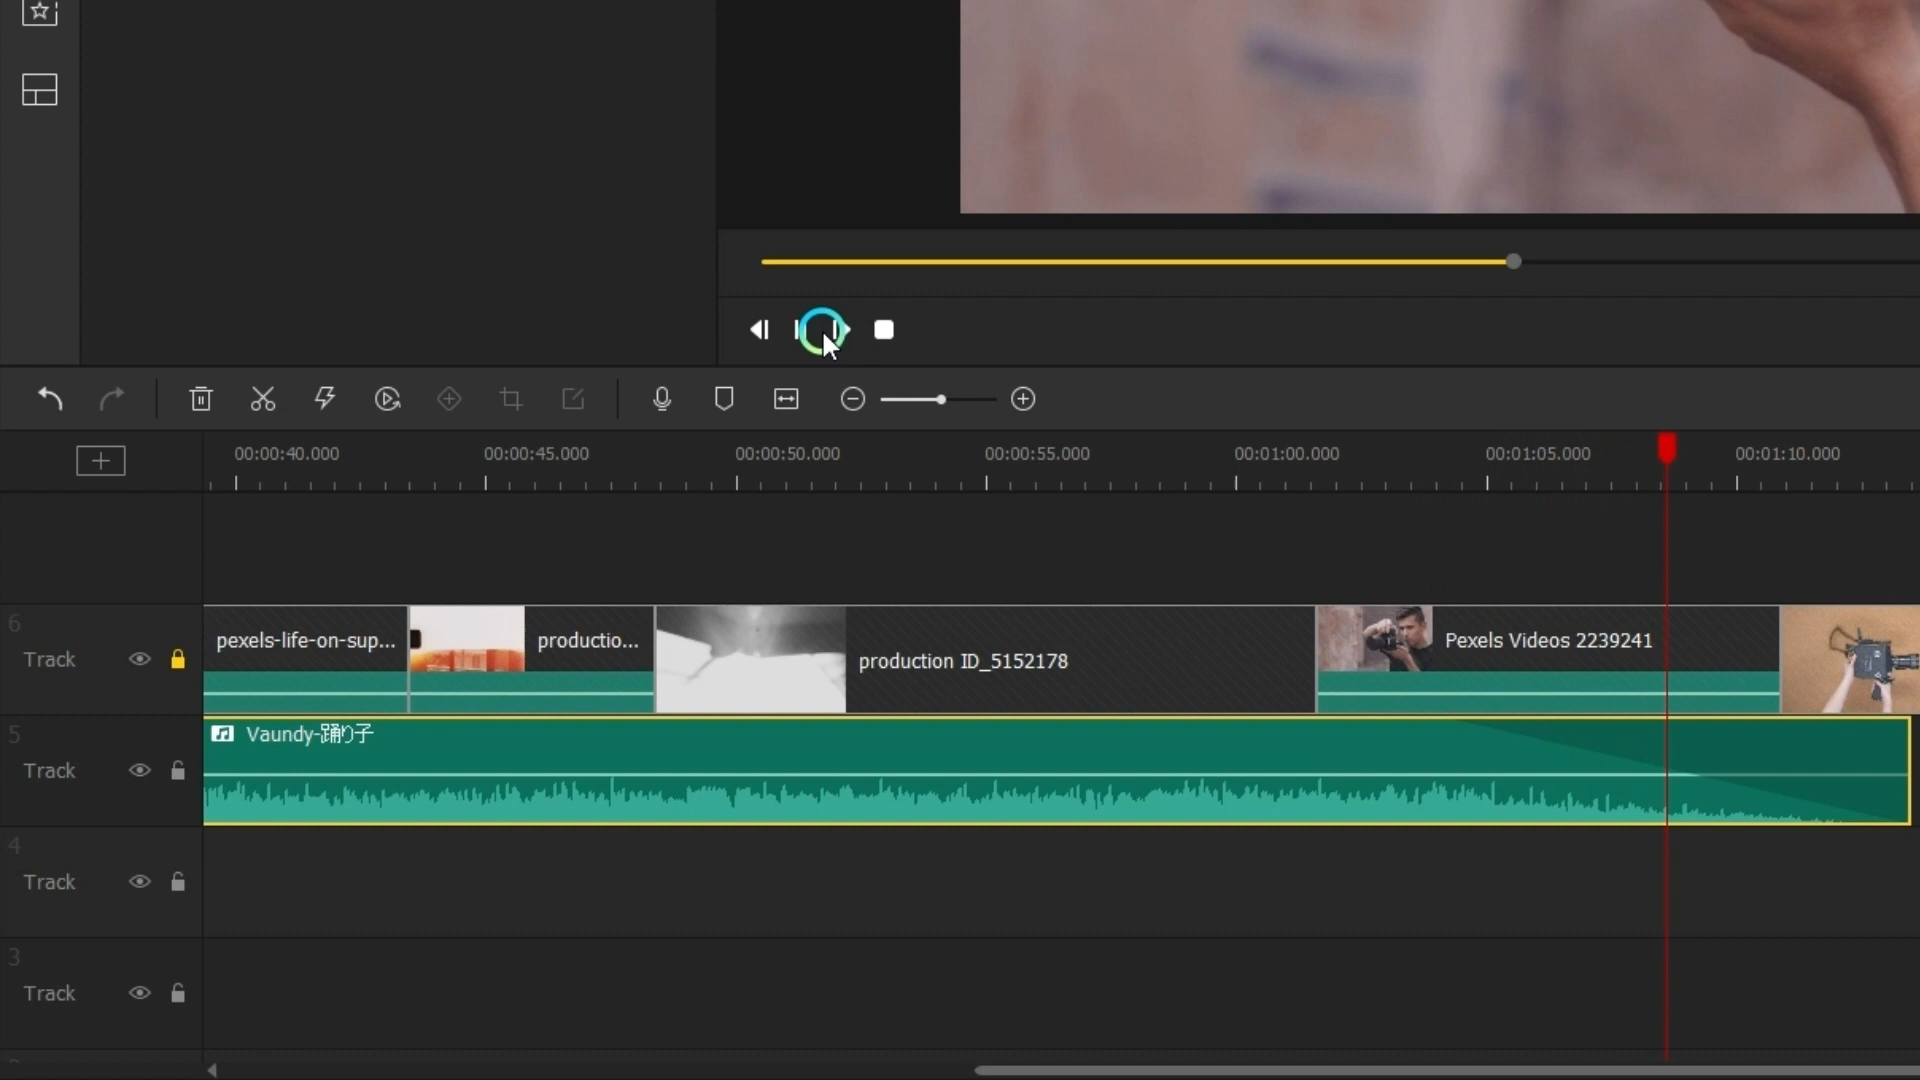 00:00:40.000 00:00:45.000 00:00:50.000 00:00:55.000 00:01:00.000 00:01:05.000 00:01:10.000
6
Track
pexels-life-on-sup... productio... production ID_5152178 Pexels Videos 2239241
5
Track
Vaundy-踊り子
4
Track
3
Track